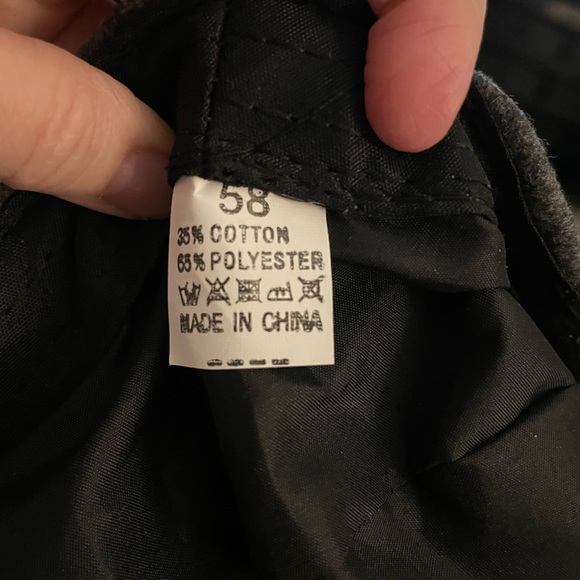 58
35% COTTON
65% POLYESTER
MADE IN CHINA